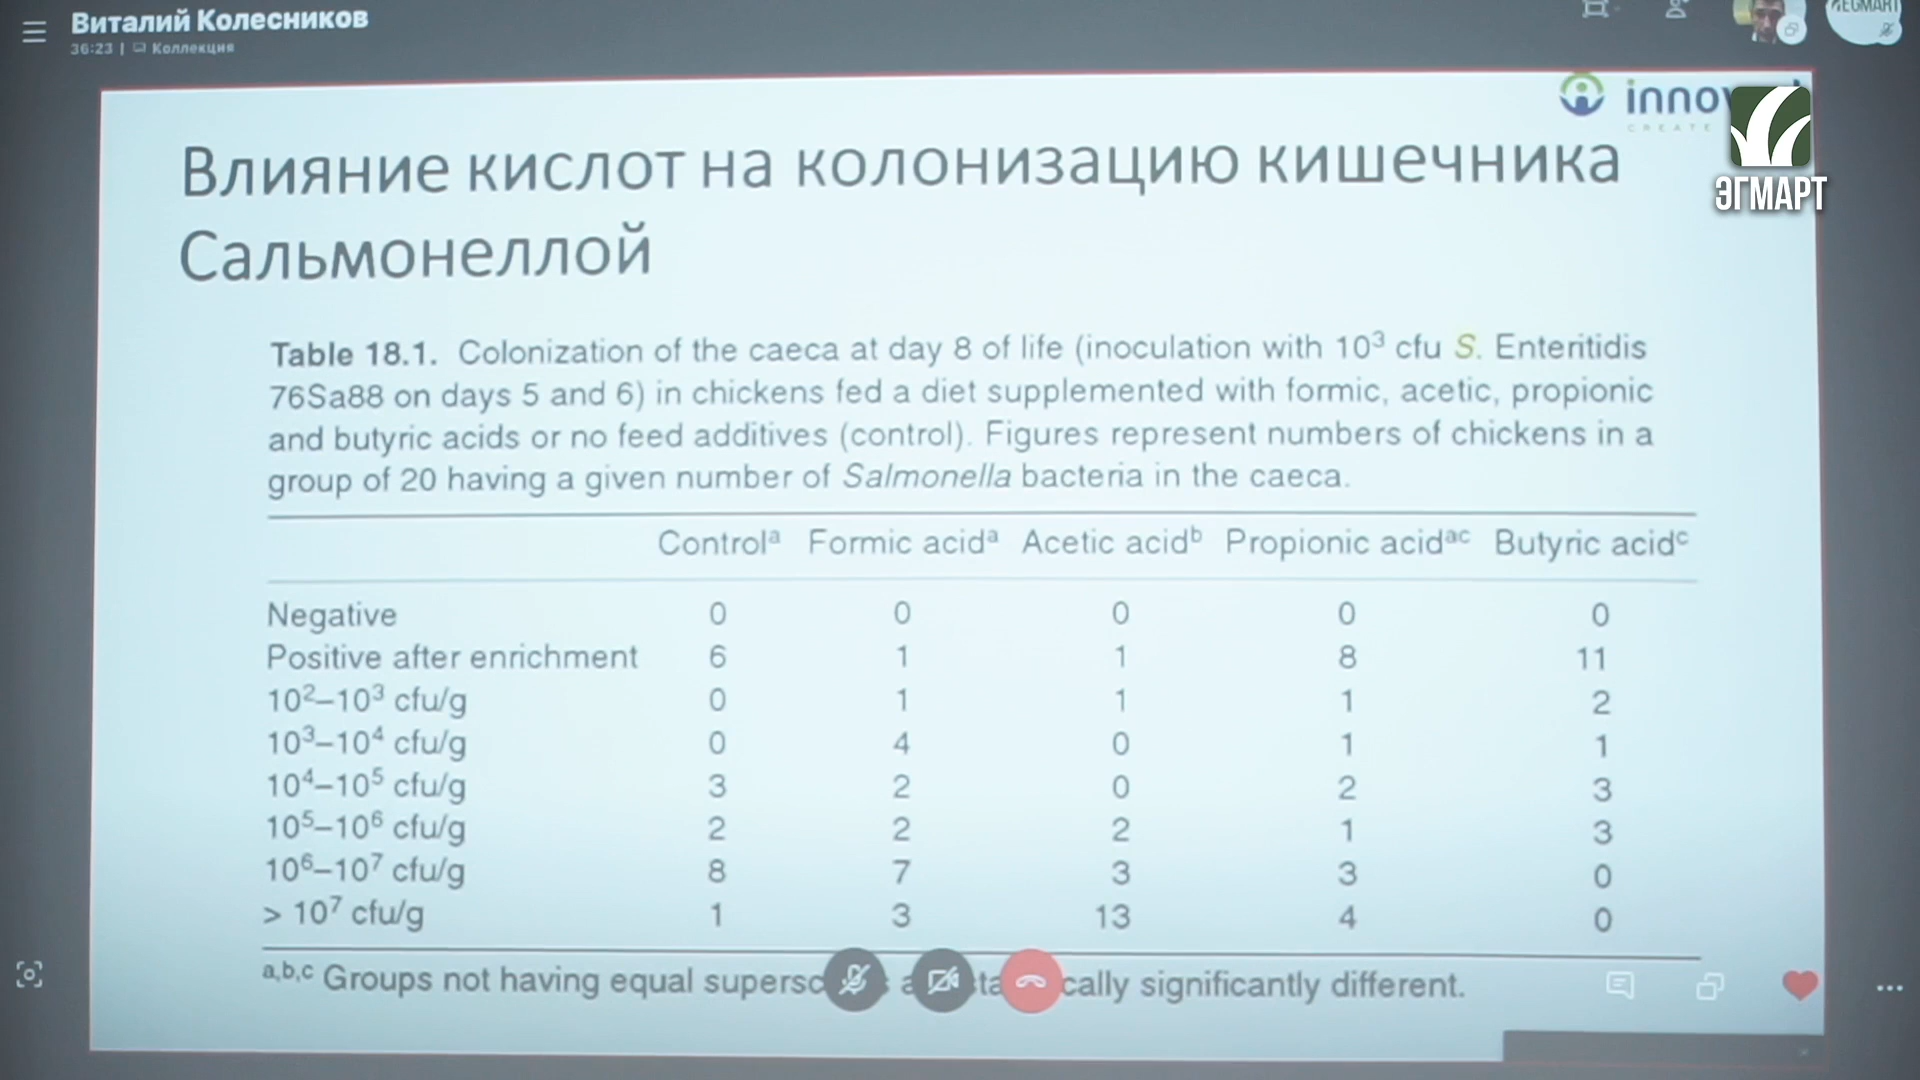 Виталий Колесников
36:23 | Коллекция
EGMART
inno
CREATE
ЭГМАРТ
Влияние кислот на колонизацию кишечника
Сальмонеллой
Table 18.1. Colonization of the caeca at day 8 of life (inoculation with 10³ cfu S. Enteritidis
76Sa88 on days 5 and 6) in chickens fed a diet supplemented with formic, acetic, propionic
and butyric acids or no feed additives (control). Figures represent numbers of chickens in a
group of 20 having a given number of Salmonella bacteria in the caeca.
Controlᵃ Formic acidᵃ Acetic acidᵇ Propionic acidᵃᶜ Butyric acidᶜ
Negative 0 0 0 0 0
Positive after enrichment 6 1 1 8 11
10²–10³ cfu/g 0 1 1 1 2
10³–10⁴ cfu/g 0 4 0 1 1
10⁴–10⁵ cfu/g 3 2 0 2 3
10⁵–10⁶ cfu/g 2 2 2 1 3
10⁶–10⁷ cfu/g 8 7 3 3 0
> 10⁷ cfu/g 1 3 13 4 0
a,b,c Groups not having equal significantly different.